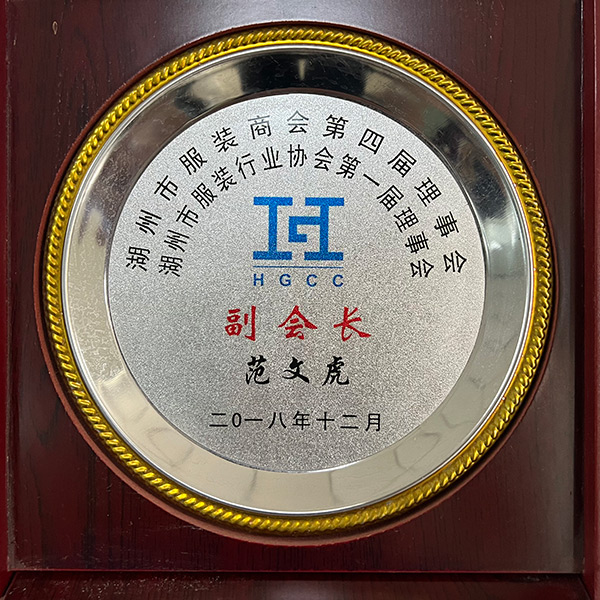 湖州市服装商会第四届理事会
湖州市服装行业协会第一届理事会
HGCC
副会长
范文虎
二0一八年十二月